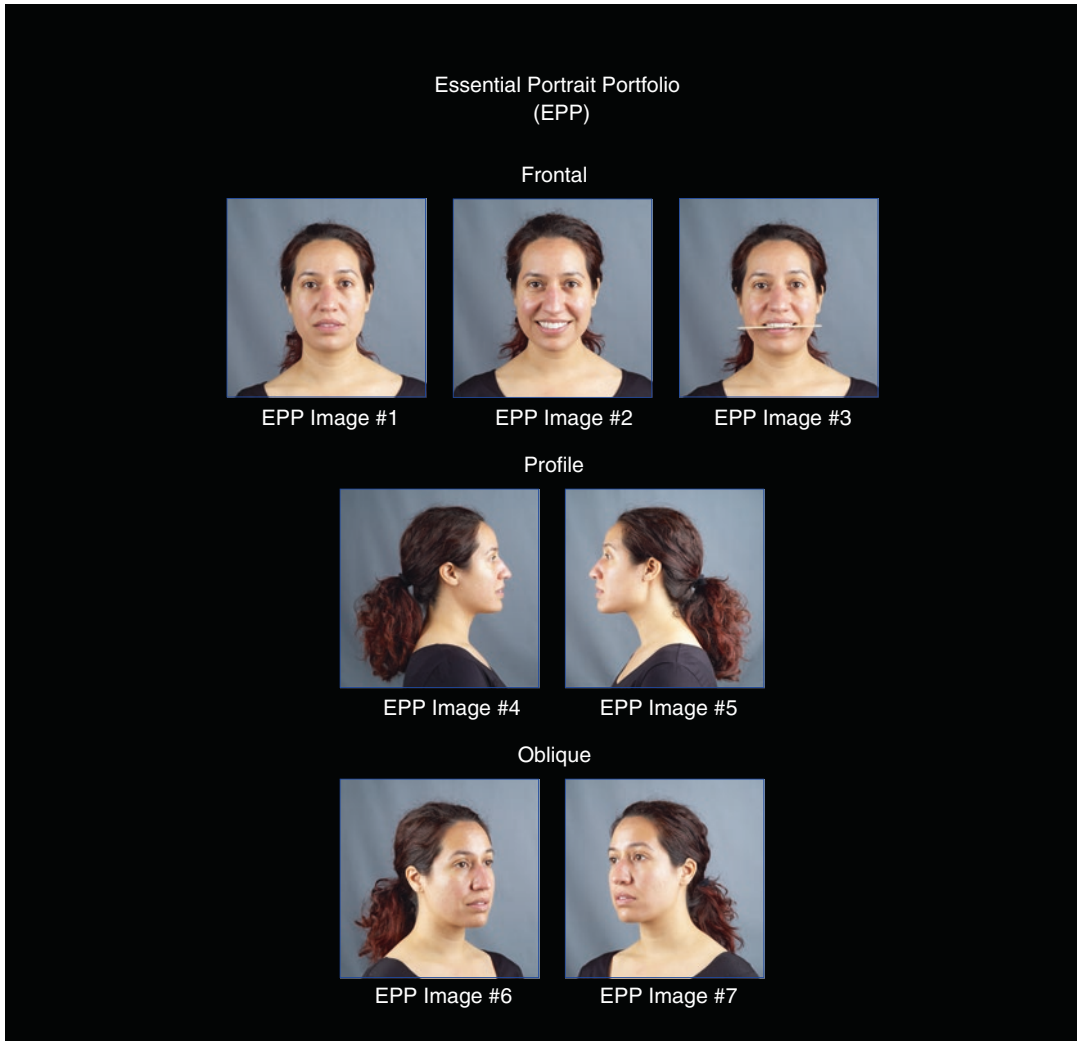 Essential Portrait Portfolio
(EPP)
Frontal
EPP Image #1
EPP Image #2
EPP Image #3
Profile
EPP Image #4
EPP Image #5
Oblique
EPP Image #6
EPP Image #7